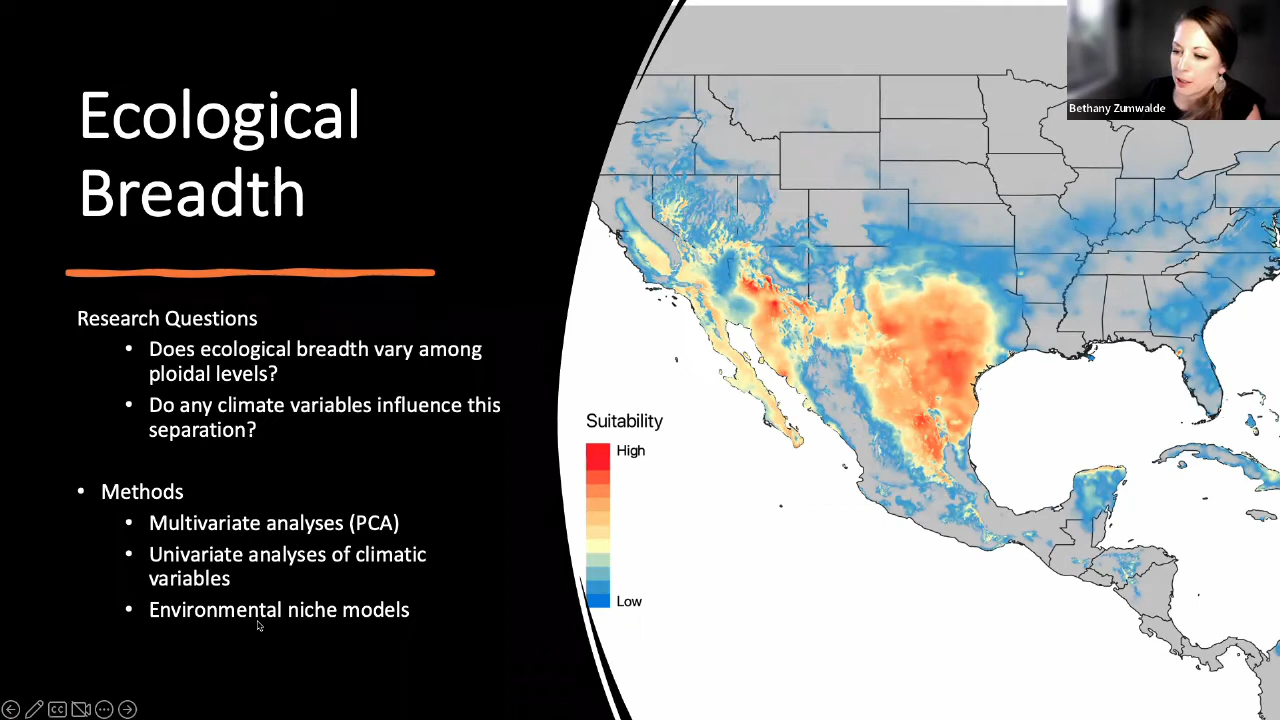 Ecological
Breadth
Research Questions
• Does ecological breadth vary among
ploidal levels?
• Do any climate variables influence this
separation?
• Methods
• Multivariate analyses (PCA)
• Univariate analyses of climatic
variables
• Environmental niche models
Suitability
High
Low
Bethany Zumwalde
CC